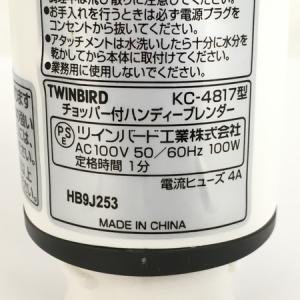 ●お手入れを行うときは必ず電源プラグを
コンセントから抜いてください。
●アタッチメントは水洗いしたら十分に水分を
乾かしてから本体に取付けてください。
●業務用に使用しないでください。
TWINBIRD KC-4817型
チョッパー付ハンディーブレンダー
PSE ツインバード工業株式会社
AC100V 50/60Hz 100W
定格時間 1分
電流ヒューズ 4A
HB9J253
MADE IN CHINA